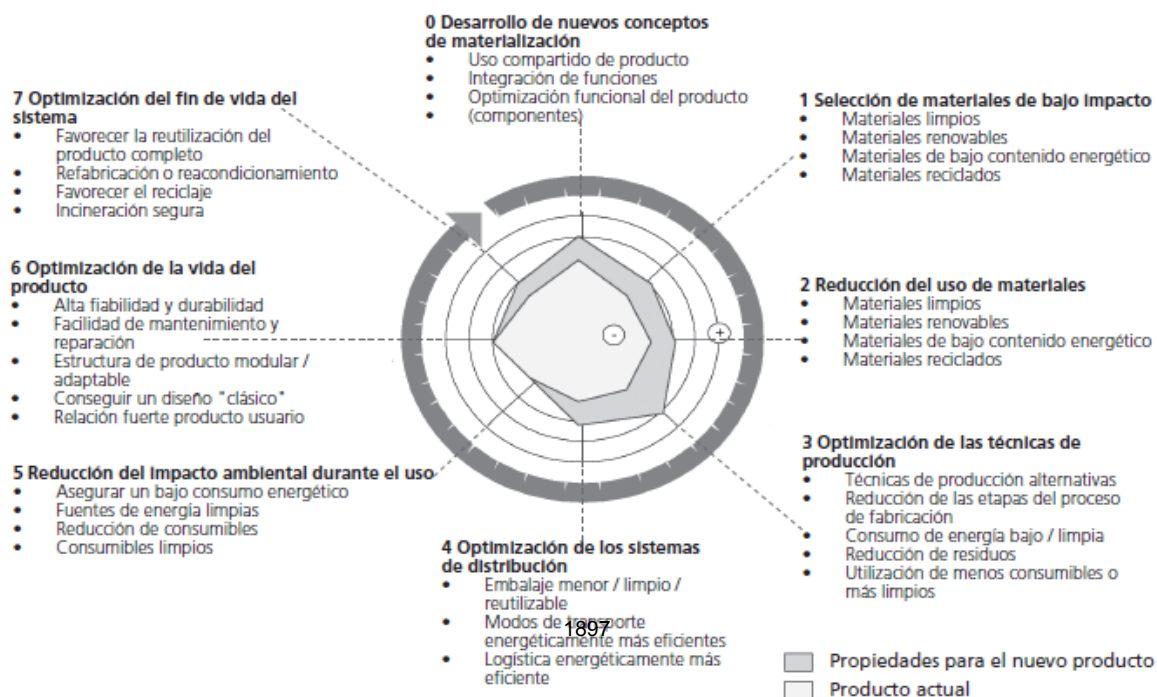 0 Desarrollo de nuevos conceptos
de materialización
• Uso compartido de producto
• Integración de funciones
• Optimización funcional del producto
• (componentes)
7 Optimización del fin de vida del
sistema
• Favorecer la reutilización del
producto completo
• Refabricación o reacondicionamiento
• Favorecer el reciclaje
• Incineración segura
1 Selección de materiales de bajo impacto
• Materiales limpios
• Materiales renovables
• Materiales de bajo contenido energético
• Materiales reciclados
6 Optimización de la vida del
producto
• Alta fiabilidad y durabilidad
• Facilidad de mantenimiento y
reparación
• Estructura de producto modular /
adaptable
• Conseguir un diseño "clásico"
• Relación fuerte producto usuario
-
+
2 Reducción del uso de materiales
• Materiales limpios
• Materiales renovables
• Materiales de bajo contenido energético
• Materiales reciclados
5 Reducción del impacto ambiental durante el uso
• Asegurar un bajo consumo energético
• Fuentes de energía limpias
• Reducción de consumibles
• Consumibles limpios
3 Optimización de las técnicas de
producción
• Técnicas de producción alternativas
• Reducción de las etapas del proceso
de fabricación
• Consumo de energía bajo / limpia
• Reducción de residuos
• Utilización de menos consumibles o
más limpios
4 Optimización de los sistemas
de distribución
• Embalaje menor / limpio /
reutilizable
• Modos de transporte
energéticamente más eficientes
• Logística energéticamente más
eficiente
1897
Propiedades para el nuevo producto
Producto actual